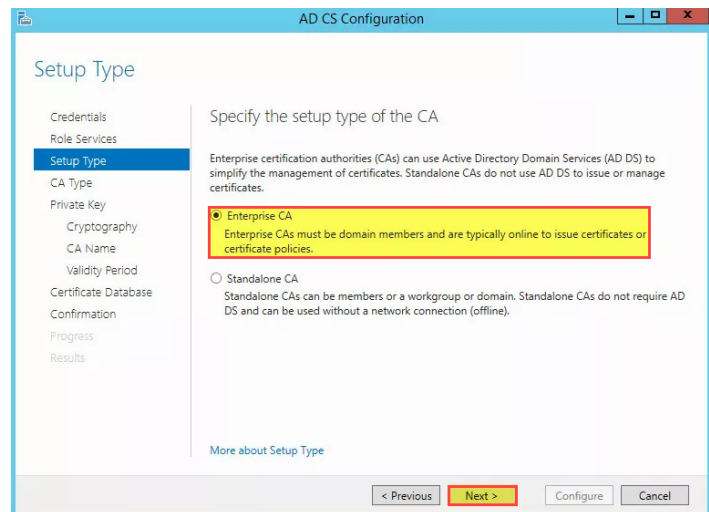 AD CS Configuration
Setup Type
Credentials
Role Services
Setup Type
CA Type
Private Key
Cryptography
CA Name
Validity Period
Certificate Database
Confirmation
Progress
Results
Specify the setup type of the CA
Enterprise certification authorities (CAs) can use Active Directory Domain Services (AD DS) to
simplify the management of certificates. Standalone CAs do not use AD DS to issue or manage
certificates.
Enterprise CA
Enterprise CAs must be domain members and are typically online to issue certificates or
certificate policies.
Standalone CA
Standalone CAs can be members or a workgroup or domain. Standalone CAs do not require AD
DS and can be used without a network connection (offline).
More about Setup Type
< Previous
Next >
Configure
Cancel